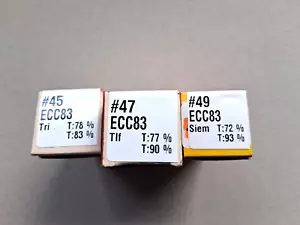 #45
ECC83
Tri T:78 %
T:83 %
#47
ECC83
Tlf T:77 %
T:90 %
#49
ECC83
Siem T:72 %
T:93 %